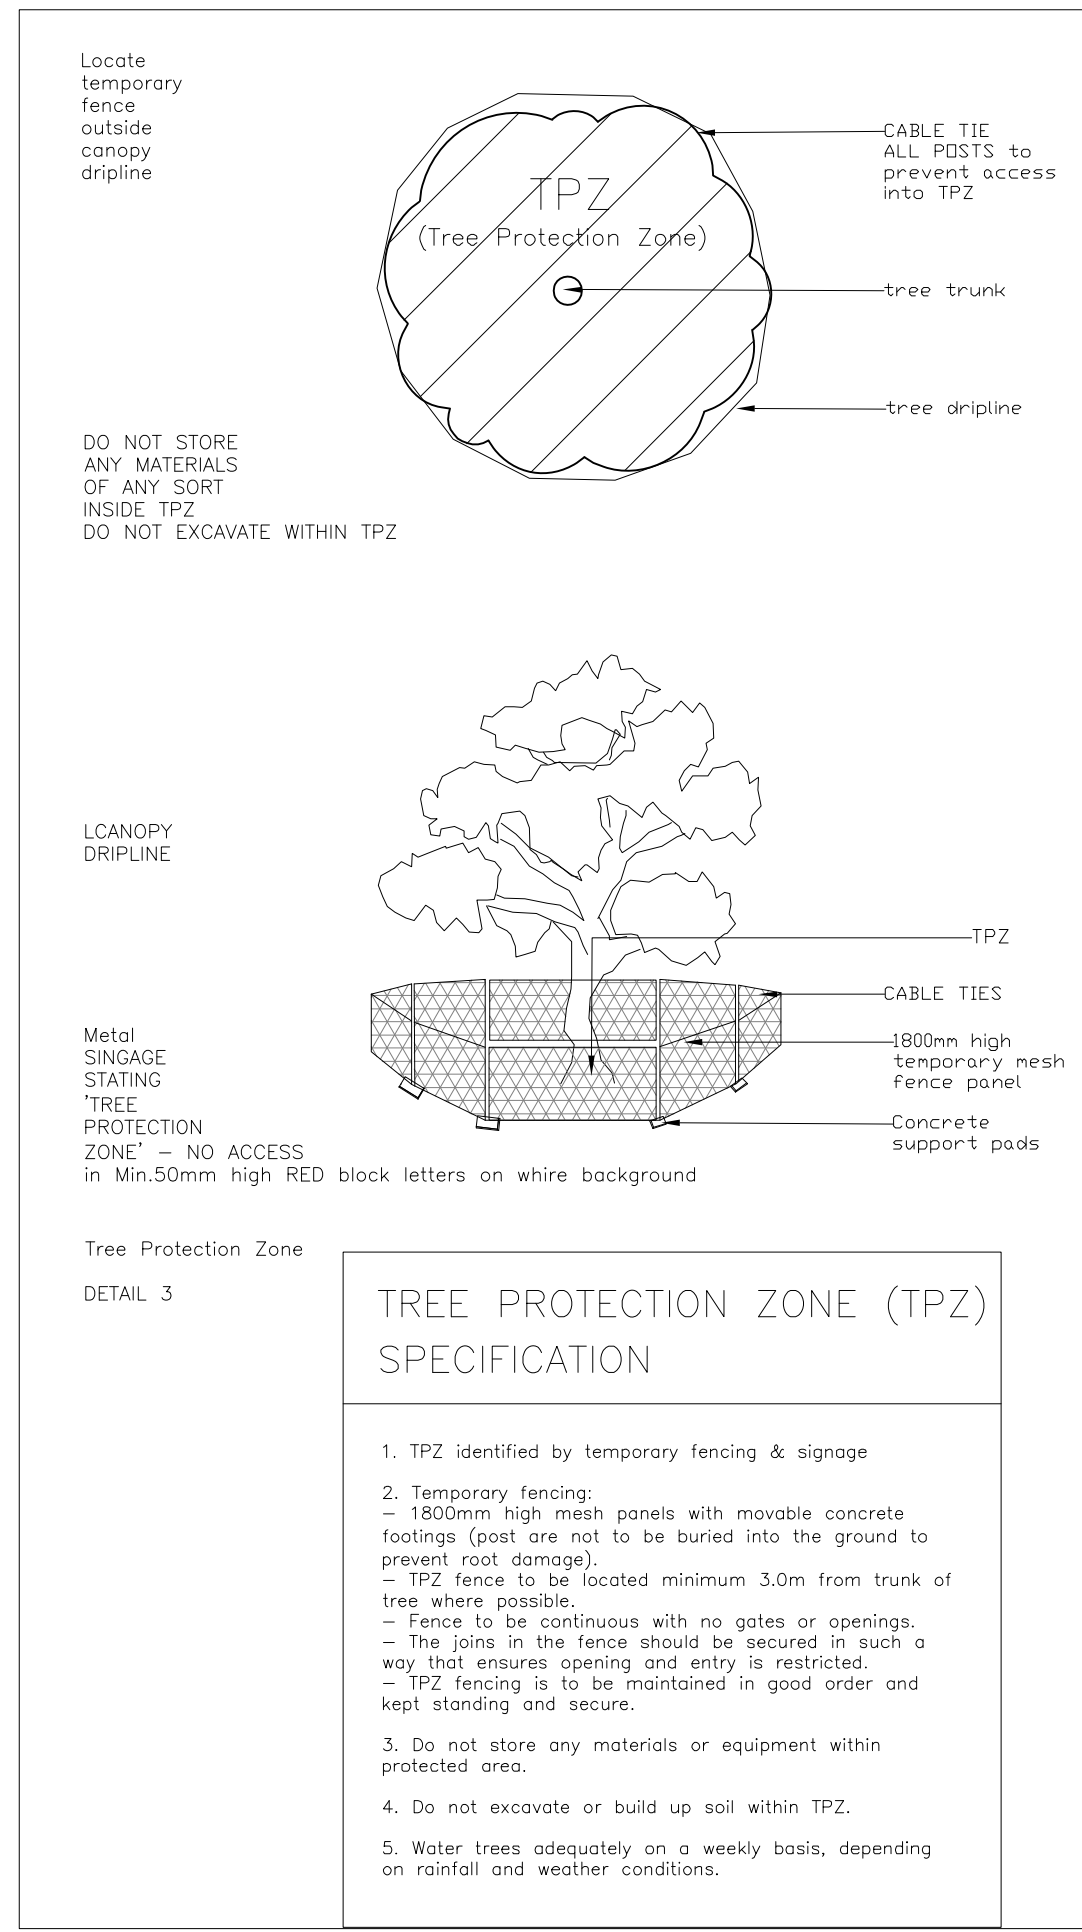 Locate
temporary
fence
outside
canopy
dripline
CABLE TIE
ALL POSTS to
prevent access
into TPZ
TPZ
(Tree Protection Zone)
tree trunk
tree dripline
DO NOT STORE
ANY MATERIALS
OF ANY SORT
INSIDE TPZ
DO NOT EXCAVATE WITHIN TPZ
LCANOPY
DRIPLINE
TPZ
CABLE TIES
1800mm high
temporary mesh
fence panel
Concrete
support pads
Metal
SINGAGE
STATING
'TREE
PROTECTION
ZONE' – NO ACCESS
in Min.50mm high RED block letters on whire background
Tree Protection Zone
DETAIL 3
TREE PROTECTION ZONE (TPZ)
SPECIFICATION
1. TPZ identified by temporary fencing & signage
2. Temporary fencing:
– 1800mm high mesh panels with movable concrete
footings (post are not to be buried into the ground to
prevent root damage).
– TPZ fence to be located minimum 3.0m from trunk of
tree where possible.
– Fence to be continuous with no gates or openings.
– The joins in the fence should be secured in such a
way that ensures opening and entry is restricted.
– TPZ fencing is to be maintained in good order and
kept standing and secure.
3. Do not store any materials or equipment within
protected area.
4. Do not excavate or build up soil within TPZ.
5. Water trees adequately on a weekly basis, depending
on rainfall and weather conditions.